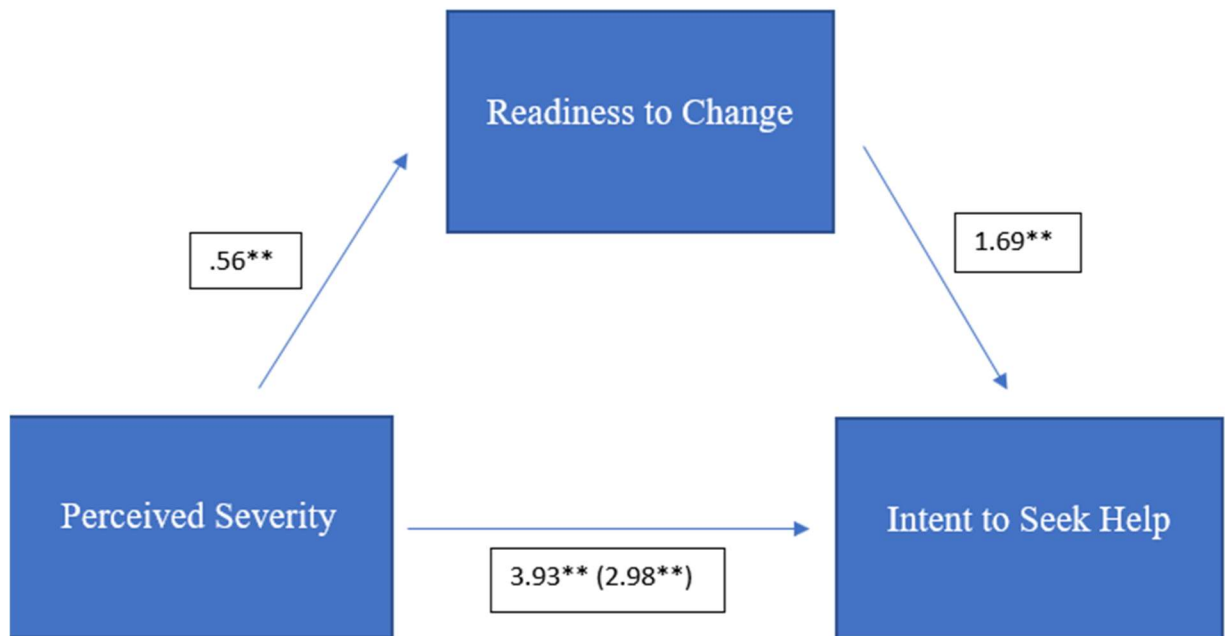 Readiness to Change
.56**
1.69**
Perceived Severity
3.93** (2.98**)
Intent to Seek Help